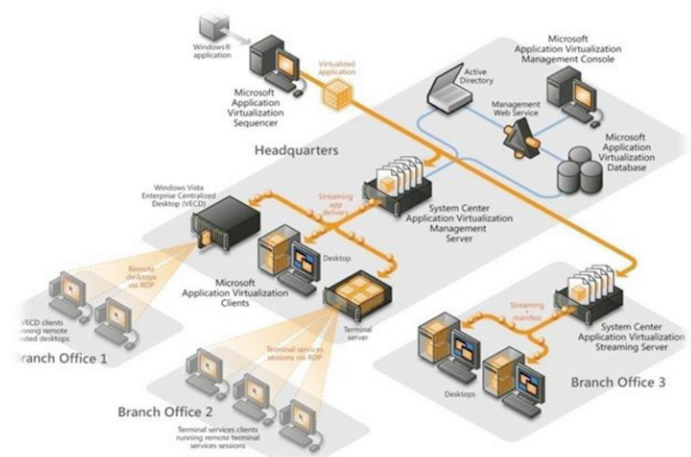 Windows®
application
Microsoft
Application
Virtualization
Sequencer
Virtualized
application
Active
Directory
Microsoft
Application Virtualization
Management Console
Management
Web Service
Microsoft
Application
Virtualization
Database
Headquarters
Windows Vista
Enterprise Centralized
Desktop (VECD)
Streaming
app
delivery
System Center
Application Virtualization
Management
Server
Desktop
Microsoft
Application Virtualization
Clients
Terminal
server
Remote
desktops
via RDP
VECD clients
running remote
desktops
ranch Office 1
Terminal services
sessions via RDP
Branch Office 2
Terminal services clients
running remote terminal
services sessions
Streaming
+
manifest
Desktops
System Center
Application Virtualization
Streaming Server
Branch Office 3